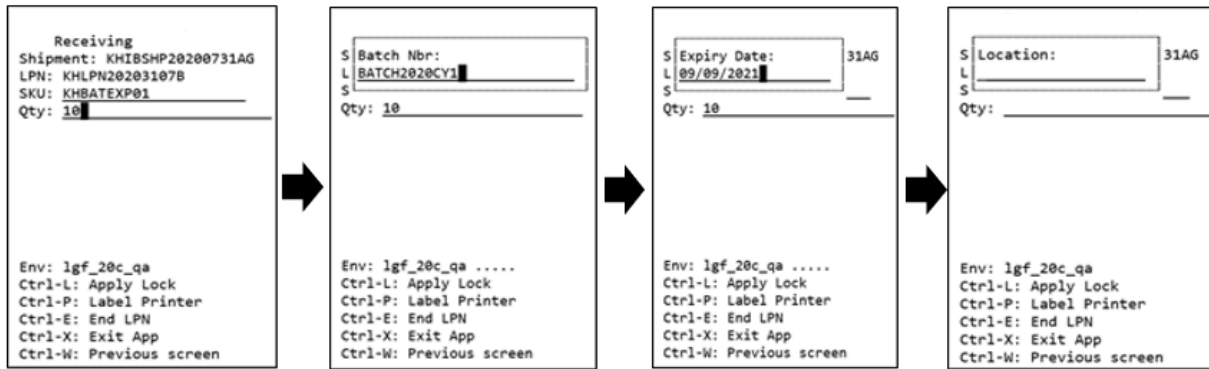 Receiving
Shipment: KHIBSHP20200731AG
LPN: KHLPN20203107B
SKU: KHBATEXP01
Qty: 10
Env: lgf_20c_qa
Ctrl-L: Apply Lock
Ctrl-P: Label Printer
Ctrl-E: End LPN
Ctrl-X: Exit App
Ctrl-W: Previous screen
S Batch Nbr:
L BATCH2020CY1
S
Qty: 10
Env: lgf_20c_qa .....
Ctrl-L: Apply Lock
Ctrl-P: Label Printer
Ctrl-E: End LPN
Ctrl-X: Exit App
Ctrl-W: Previous screen
S Expiry Date: 31AG
L 09/09/2021
S
Qty: 10
Env: lgf_20c_qa .....
Ctrl-L: Apply Lock
Ctrl-P: Label Printer
Ctrl-E: End LPN
Ctrl-X: Exit App
Ctrl-W: Previous screen
S Location: 31AG
L
S
Qty:
Env: lgf_20c_qa
Ctrl-L: Apply Lock
Ctrl-P: Label Printer
Ctrl-E: End LPN
Ctrl-X: Exit App
Ctrl-W: Previous screen